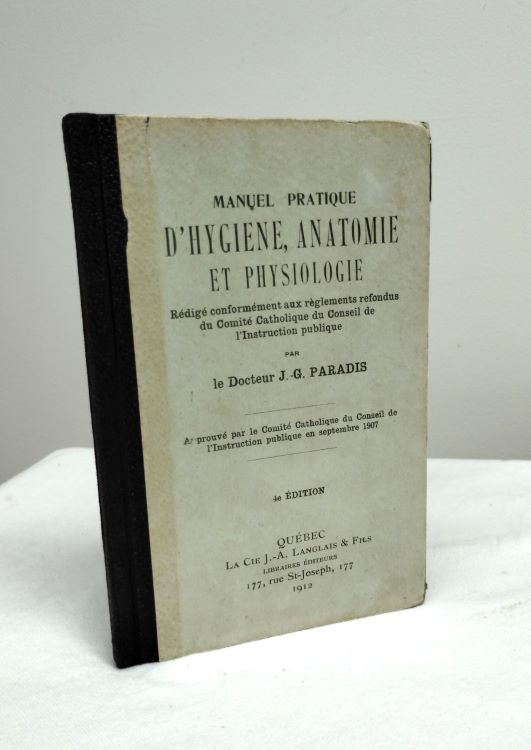 MANUEL PRATIQUE
D'HYGIENE, ANATOMIE
ET PHYSIOLOGIE
Rédigé conformément aux règlements refondus
du Comité Catholique du Conseil de
l'Instruction publique
PAR
le Docteur J.-G. PARADIS
Approuvé par le Comité Catholique du Conseil de
l'Instruction publique en septembre 1907
4e ÉDITION
QUÉBEC
LA CIE J.-A. LANGLAIS & FILS
LIBRAIRES ÉDITEURS
177, rue St-Joseph, 177
1912